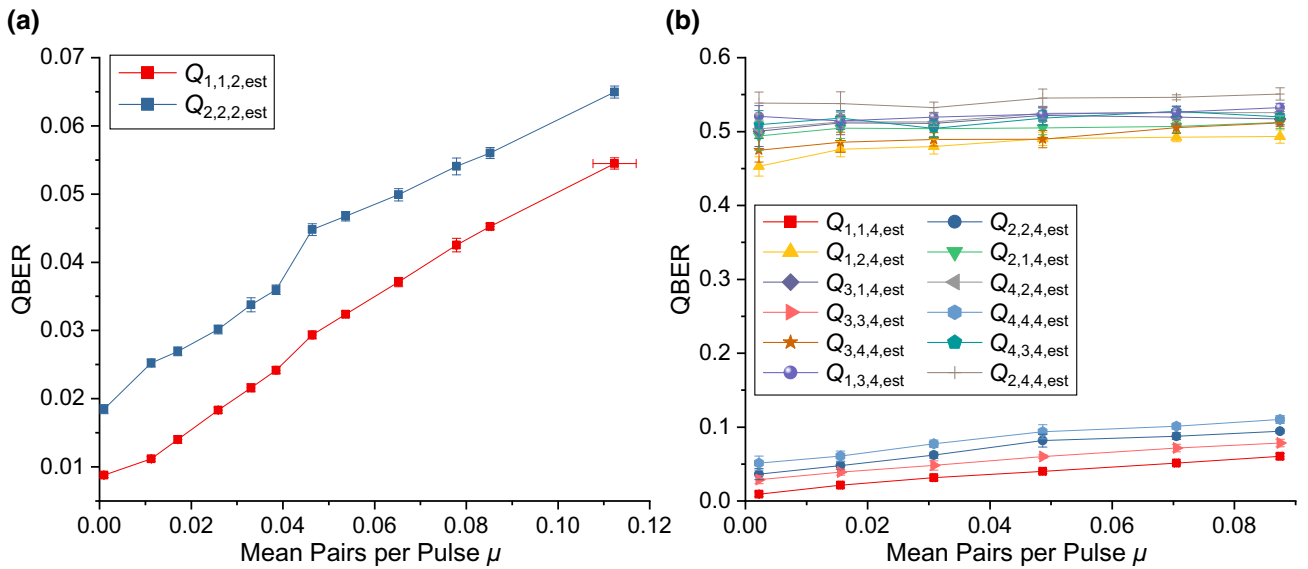 (a)
0.07
0.06
0.05
0.04
0.03
0.02
0.01
QBER
Q1,1,2,est
Q2,2,2,est
0.00 0.02 0.04 0.06 0.08 0.10 0.12
Mean Pairs per Pulse μ
(b)
0.6
0.5
0.4
0.3
0.2
0.1
0.0
QBER
Q1,1,4,est Q2,2,4,est
Q1,2,4,est Q2,1,4,est
Q3,1,4,est Q4,2,4,est
Q3,3,4,est Q4,4,4,est
Q3,4,4,est Q4,3,4,est
Q1,3,4,est Q2,4,4,est
0.00 0.02 0.04 0.06 0.08
Mean Pairs per Pulse μ